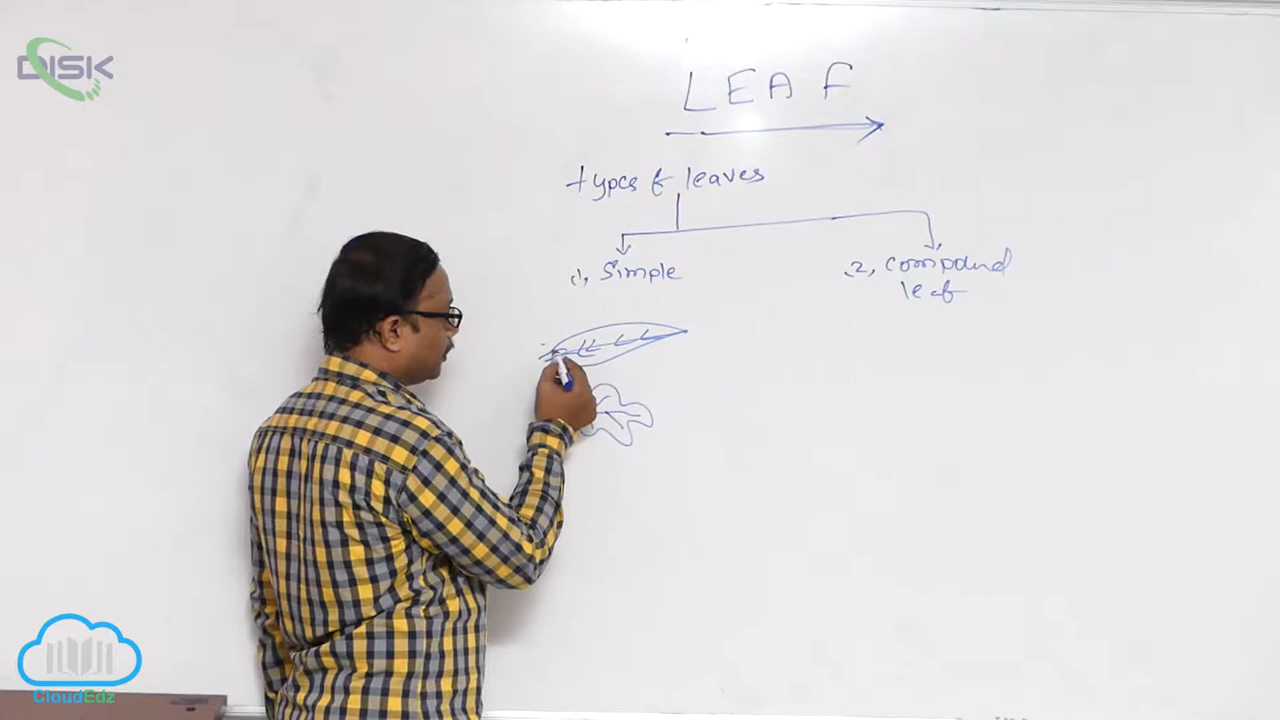 DISK
LEAF
types of leaves
1, Simple
2, compound
leaf
CloudEdz